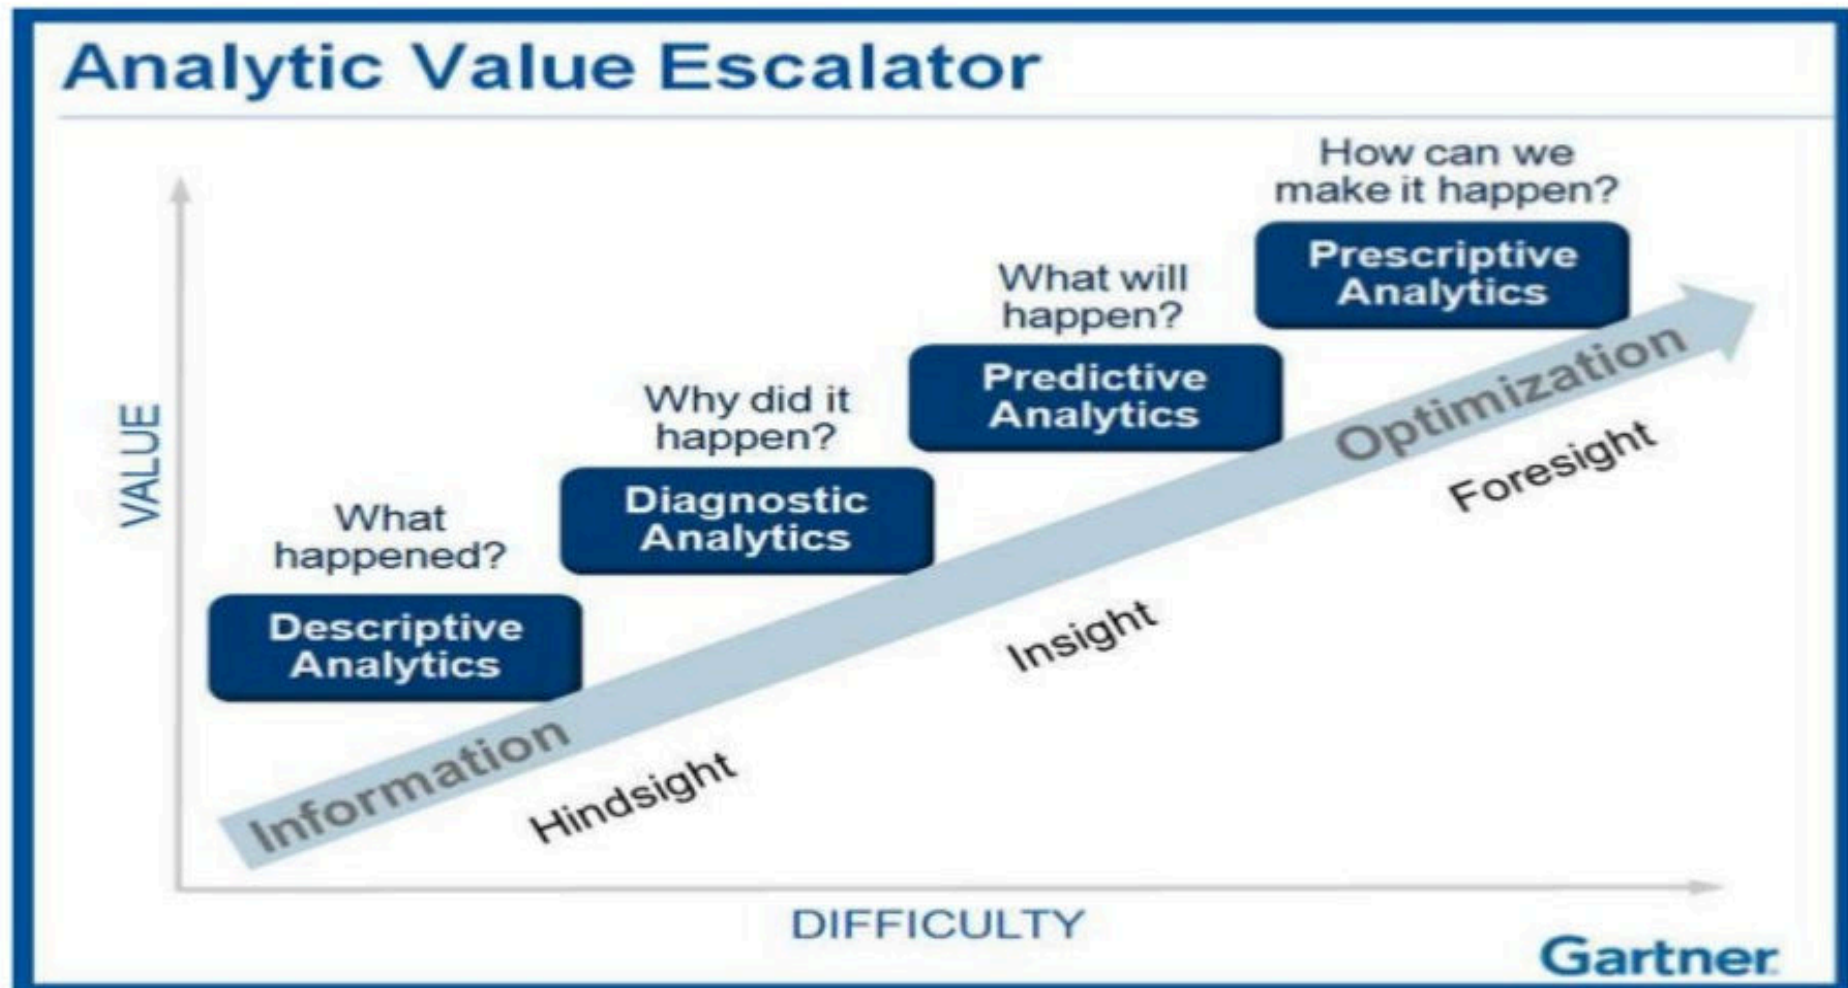 Analytic Value Escalator
How can we
make it happen?
Prescriptive
Analytics
What will
happen?
Predictive
Analytics
Why did it
happen?
Diagnostic
Analytics
What
happened?
Descriptive
Analytics
VALUE
Information
Optimization
Hindsight
Insight
Foresight
DIFFICULTY
Gartner